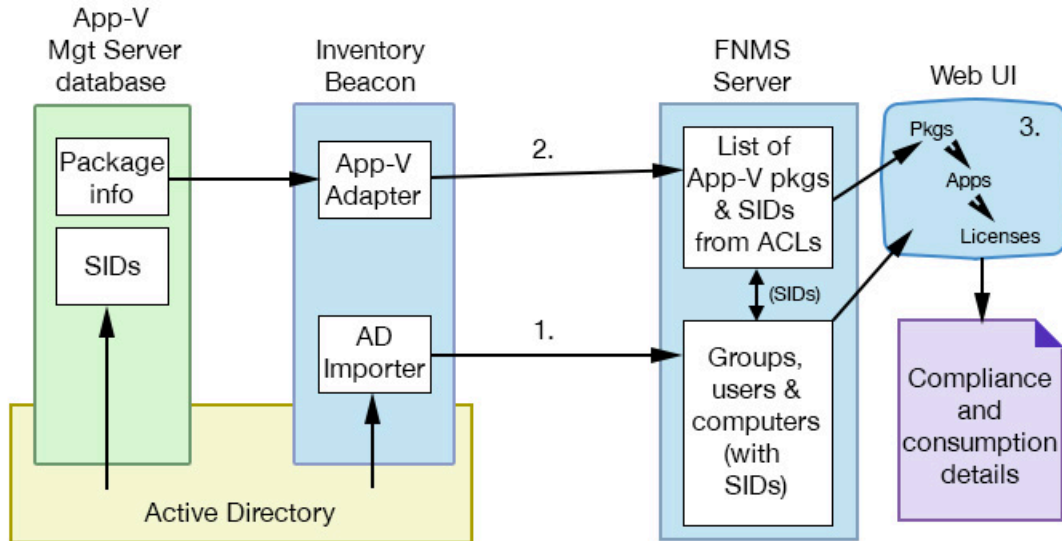 App-V
Mgt Server
database
Inventory
Beacon
FNMS
Server
Web UI
Package
info
SIDs
App-V
Adapter
AD
Importer
2.
1.
List of
App-V pkgs
& SIDs
from ACLs
(SIDs)
Groups,
users &
computers
(with
SIDs)
Pkgs
3.
Apps
Licenses
Compliance
and
consumption
details
Active Directory